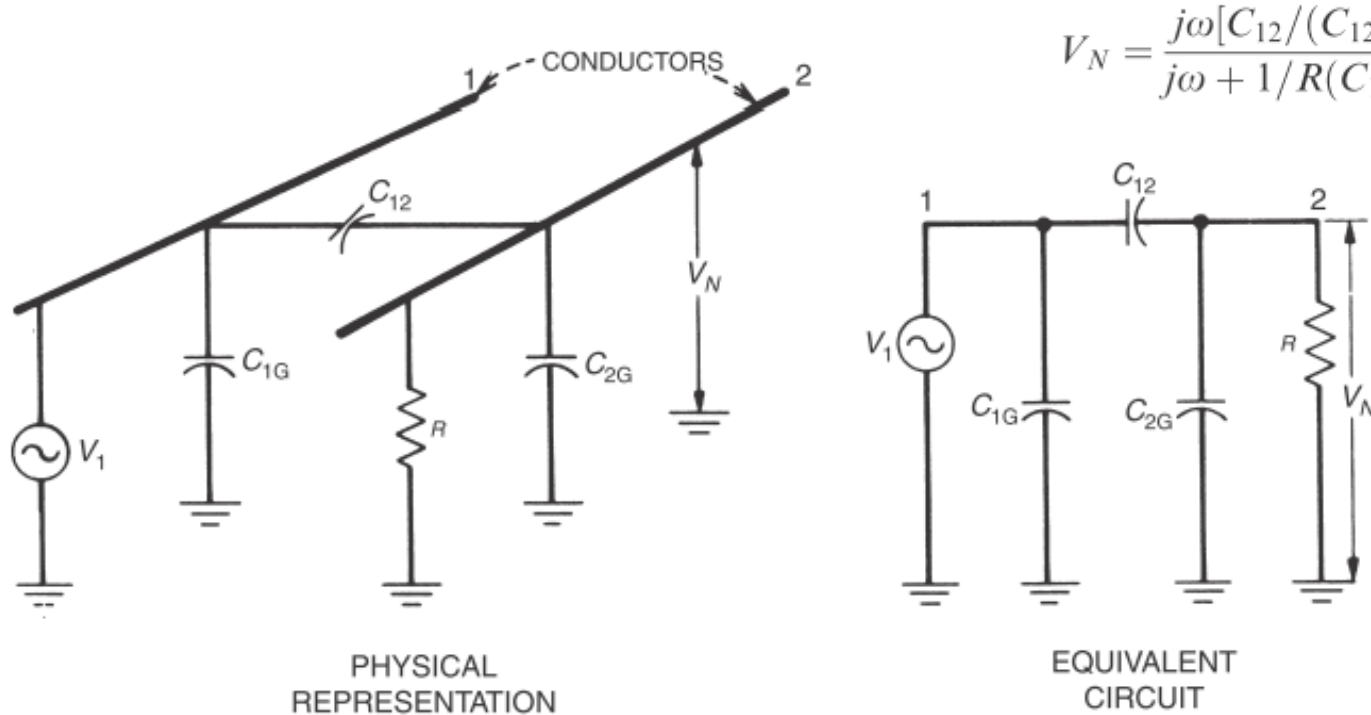 V_N = jω[C_12/(C_12
jω + 1/R(C
CONDUCTORS
1
2
C_12
V_N
C_1G
C_2G
R
V_1
PHYSICAL
REPRESENTATION
C_12
1
2
V_1
R
C_1G
C_2G
V_N
EQUIVALENT
CIRCUIT